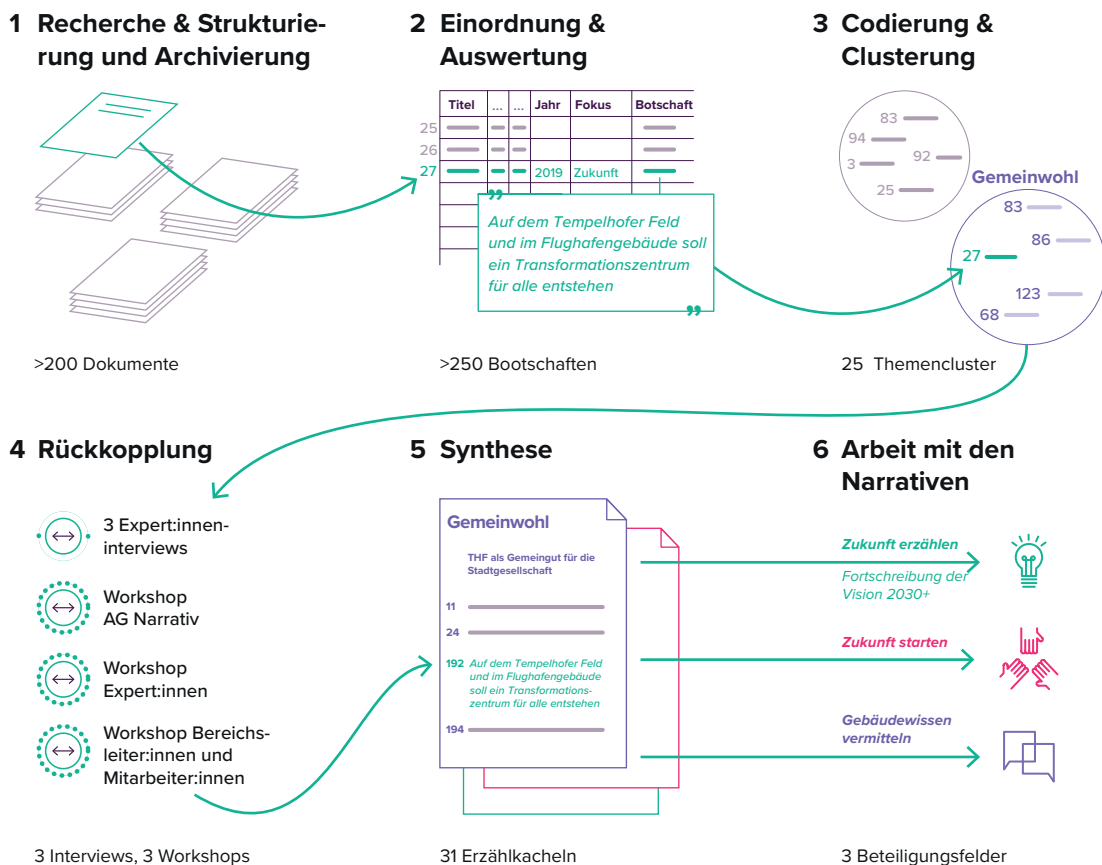 1 Recherche & Strukturie-
rung und Archivierung
>200 Dokumente
2 Einordnung &
Auswertung
Titel ... ... Jahr Fokus Botschaft
25
26
27 2019 Zukunft
„
Auf dem Tempelhofer Feld
und im Flughafengebäude soll
ein Transformationszentrum
für alle entstehen
”
>250 Bootschaften
3 Codierung &
Clusterung
83
94
3
92
25
Gemeinwohl
83
86
27
123
68
25 Themencluster
4 Rückkopplung
3 Expert:innen-
interviews
Workshop
AG Narrativ
Workshop
Expert:innen
Workshop Bereichs-
leiter:innen und
Mitarbeiter:innen
3 Interviews, 3 Workshops
5 Synthese
Gemeinwohl
THF als Gemeingut für die
Stadtgesellschaft
11
24
192 Auf dem Tempelhofer Feld
und im Flughafengebäude
soll ein Transformations-
zentrum für alle entstehen
194
31 Erzählkacheln
6 Arbeit mit den
Narrativen
Zukunft erzählen
Fortschreibung der
Vision 2030+
Zukunft starten
Gebäudewissen
vermitteln
3 Beteiligungsfelder